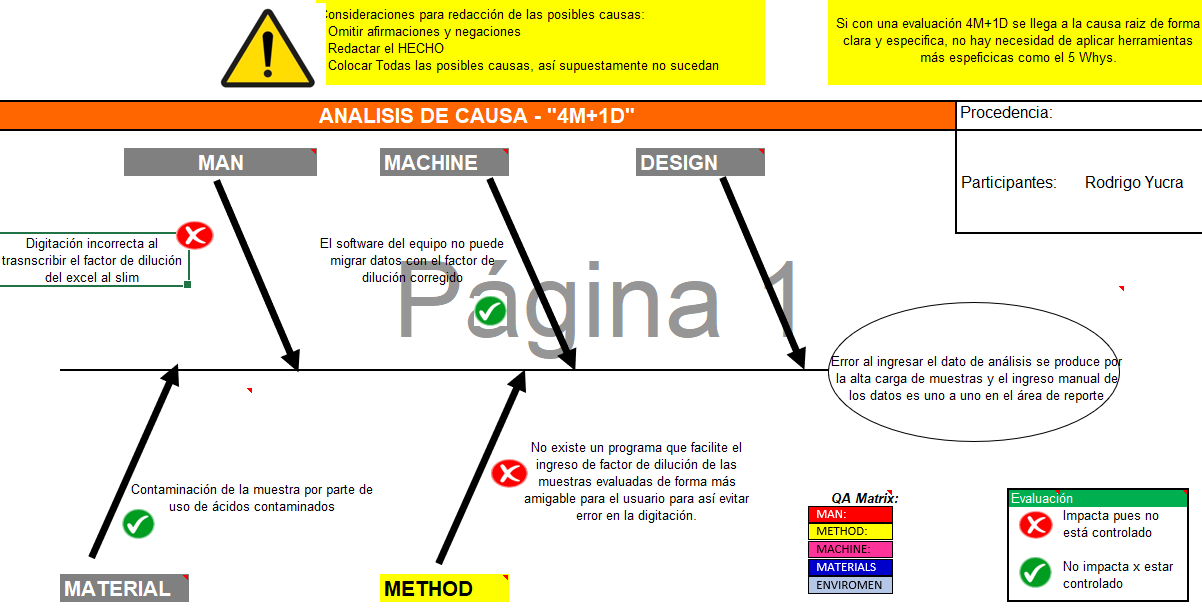 Consideraciones para redacción de las posibles causas:
Omitir afirmaciones y negaciones
Redactar el HECHO
Colocar Todas las posibles causas, así supuestamente no sucedan
Si con una evaluación 4M+1D se llega a la causa raiz de forma
clara y especifica, no hay necesidad de aplicar herramientas
más espeficicas como el 5 Whys.
ANALISIS DE CAUSA - "4M+1D"
Procedencia:
Participantes: Rodrigo Yucra
MAN
MACHINE
DESIGN
Digitación incorrecta al
trasnscribir el factor de dilución
del excel al slim
El software del equipo no puede
migrar datos con el factor de
dilución corregido
Página 1
Error al ingresar el dato de análisis se produce por
la alta carga de muestras y el ingreso manual de
los datos es uno a uno en el área de reporte
Contaminación de la muestra por parte de
uso de ácidos contaminados
No existe un programa que facilite el
ingreso de factor de dilución de las
muestras evaluadas de forma más
amigable para el usuario para así evitar
error en la digitación.
MATERIAL
METHOD
QA Matrix:
MAN:
METHOD:
MACHINE:
MATERIALS
ENVIROMEN
Evaluación
Impacta pues no
está controlado
No impacta x estar
controlado